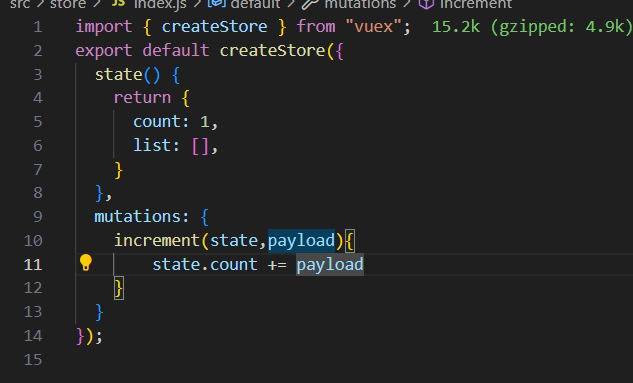 src > store > index.js > default > mutations > increment
1 import { createStore } from "vuex"; 15.2k (gzipped: 4.9k)
2 export default createStore({
3   state() {
4     return {
5       count: 1,
6       list: [],
7     }
8   },
9   mutations: {
10     increment(state,payload){
11         state.count += payload
12     }
13   }
14 });
15